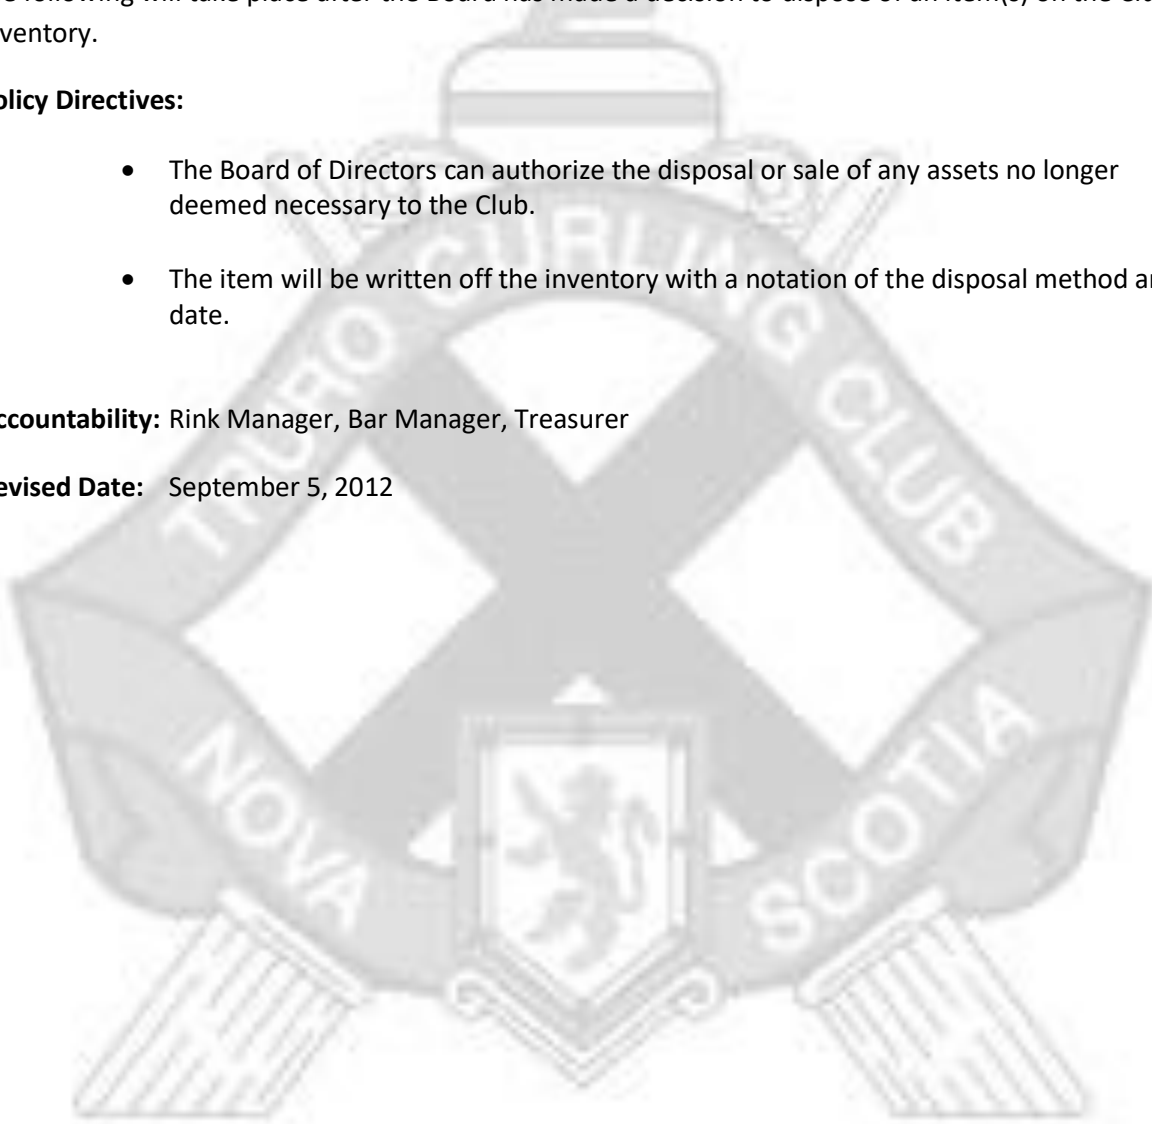 following will take place after the Board has made a decision to dispose of an item(s) on the
ventory.
olicy Directives:
• The Board of Directors can authorize the disposal or sale of any assets no longer
deemed necessary to the Club.
• The item will be written off the inventory with a notation of the disposal method
date.
ccountability: Rink Manager, Bar Manager, Treasurer
evised Date: September 5, 2012
TRURO CURLING CLUB
NOVA SCOTIA